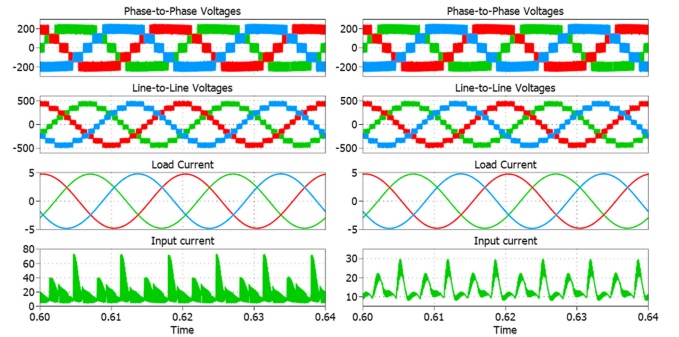 Phase-to-Phase Voltages
200
0
-200
Line-to-Line Voltages
500
0
-500
Load Current
5
0
-5
Input current
80
60
40
20
0
0.60 0.61 0.62 0.63 0.64
Time
Phase-to-Phase Voltages
200
0
-200
Line-to-Line Voltages
500
0
-500
Load Current
5
0
-5
Input current
30
20
10
0.60 0.61 0.62 0.63 0.64
Time